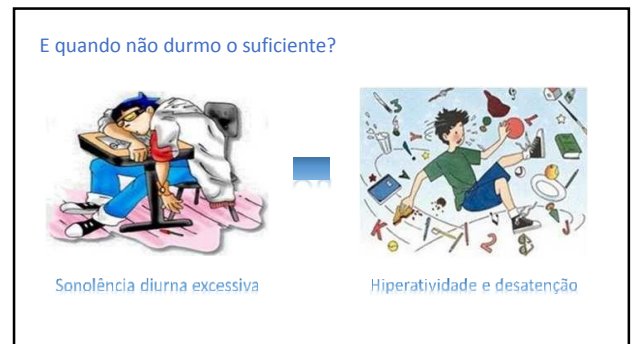 E quando não durmo o suficiente?
Sonolência diurna excessiva
Hiperatividade e desatenção